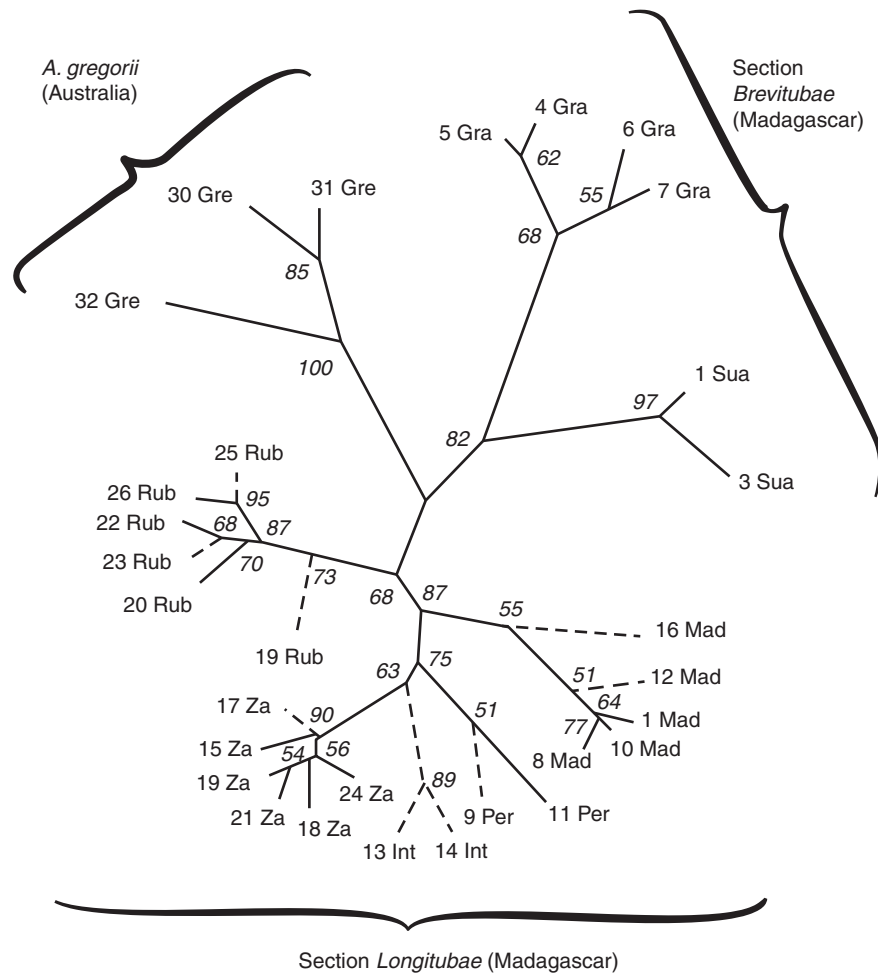 A. gregorii
(Australia)
Section
Brevitubae
(Madagascar)
4 Gra
5 Gra
6 Gra
62
55
7 Gra
68
30 Gre
31 Gre
85
32 Gre
100
1 Sua
97
82
3 Sua
25 Rub
26 Rub
95
22 Rub
68
87
23 Rub
70
73
20 Rub
19 Rub
68
87
55
16 Mad
12 Mad
51
64
1 Mad
77
10 Mad
8 Mad
63
75
17 Za
90
51
15 Za
54
56
19 Za
24 Za
21 Za
18 Za
89
9 Per
11 Per
13 Int
14 Int
Section Longitubae (Madagascar)